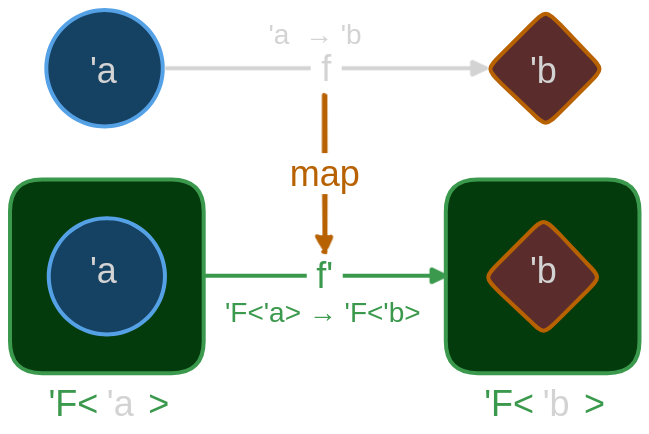 'a → 'b
'a f 'b
map
'a f' 'b
'F<'a> → 'F<'b>
'F< 'a > 'F< 'b >